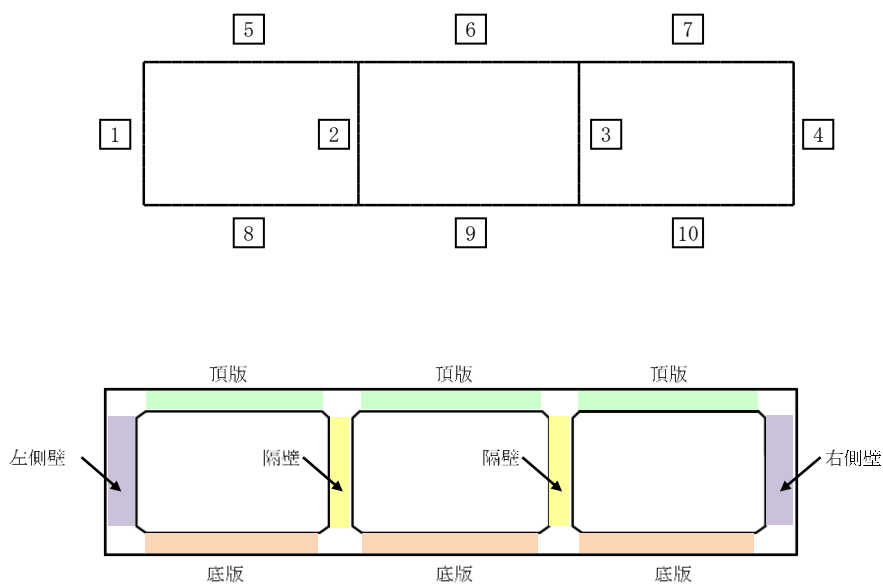 5 6 7
1 2 3 4
8 9 10
頂版 頂版 頂版
左側壁 隔壁 隔壁 右側壁
底版 底版 底版